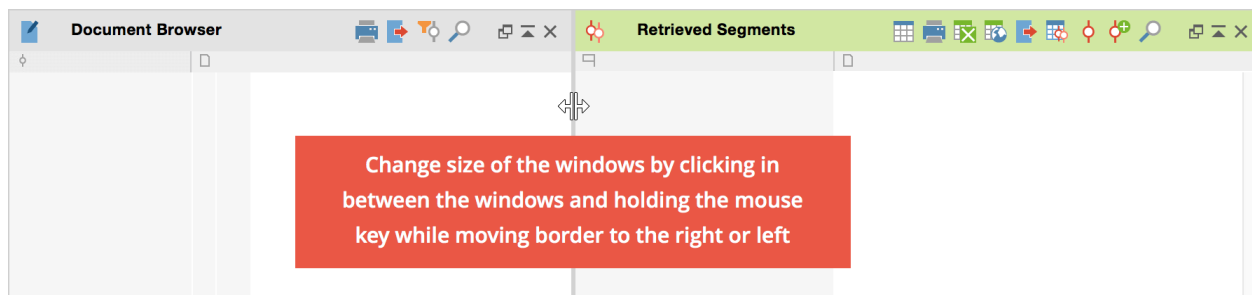 Document Browser
Retrieved Segments
Change size of the windows by clicking in
between the windows and holding the mouse
key while moving border to the right or left